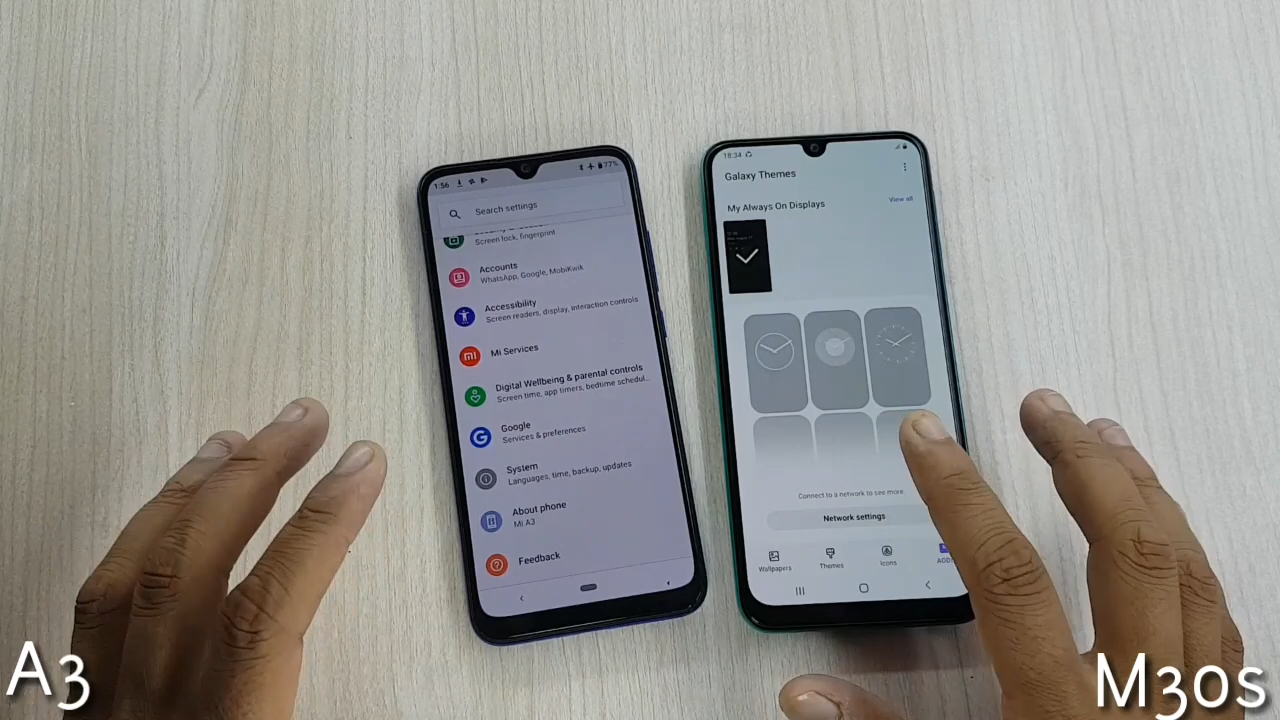 1:56
77%
Search settings
Screen lock, fingerprint
Accounts
WhatsApp, Google, MobiKwik
Accessibility
Screen readers, display, interaction controls
Mi Services
Digital Wellbeing & parental controls
Screen time, app timers, bedtime schedul...
Google
Services & preferences
System
Languages, time, backup, updates
About phone
Mi A3
Feedback
18:34
Galaxy Themes
My Always On Displays
View all
Connect to a network to see more.
Network settings
Wallpapers
Themes
Icons
A3
M30s